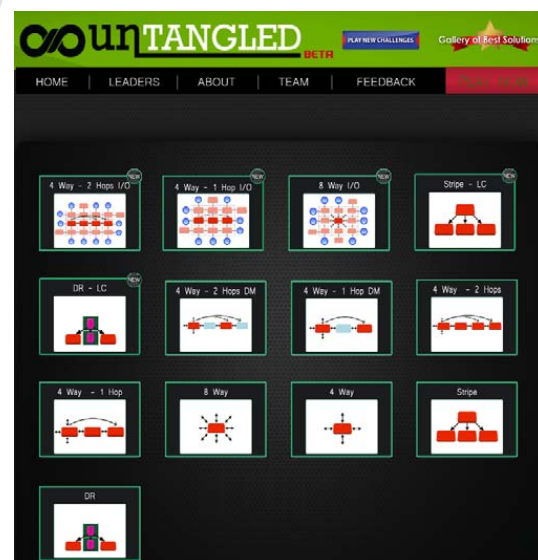 unTANGLED
BETA
PLAY NEW CHALLENGES
Gallery of Best Solutions
HOME | LEADERS | ABOUT | TEAM | FEEDBACK
4 Way - 2 Hops I/O NEW
4 Way - 1 Hop I/O NEW
8 Way I/O NEW
Stripe - LC NEW
DR - LC NEW
4 Way - 2 Hops DM
4 Way - 1 Hop DM
4 Way - 2 Hops
4 Way - 1 Hop
8 Way
4 Way
Stripe
DR